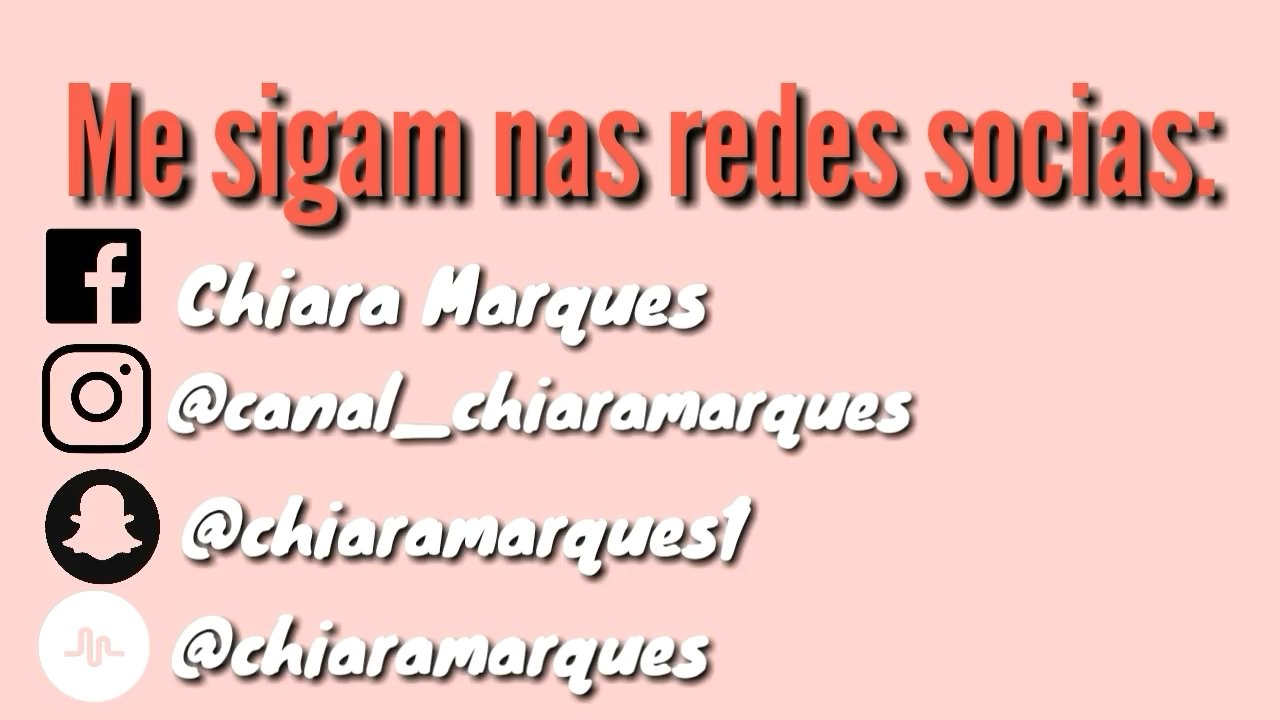 Me sigam nas redes socias:
Chiara Marques
@canal_chiaramarques
@chiaramarques1
@chiaramarques